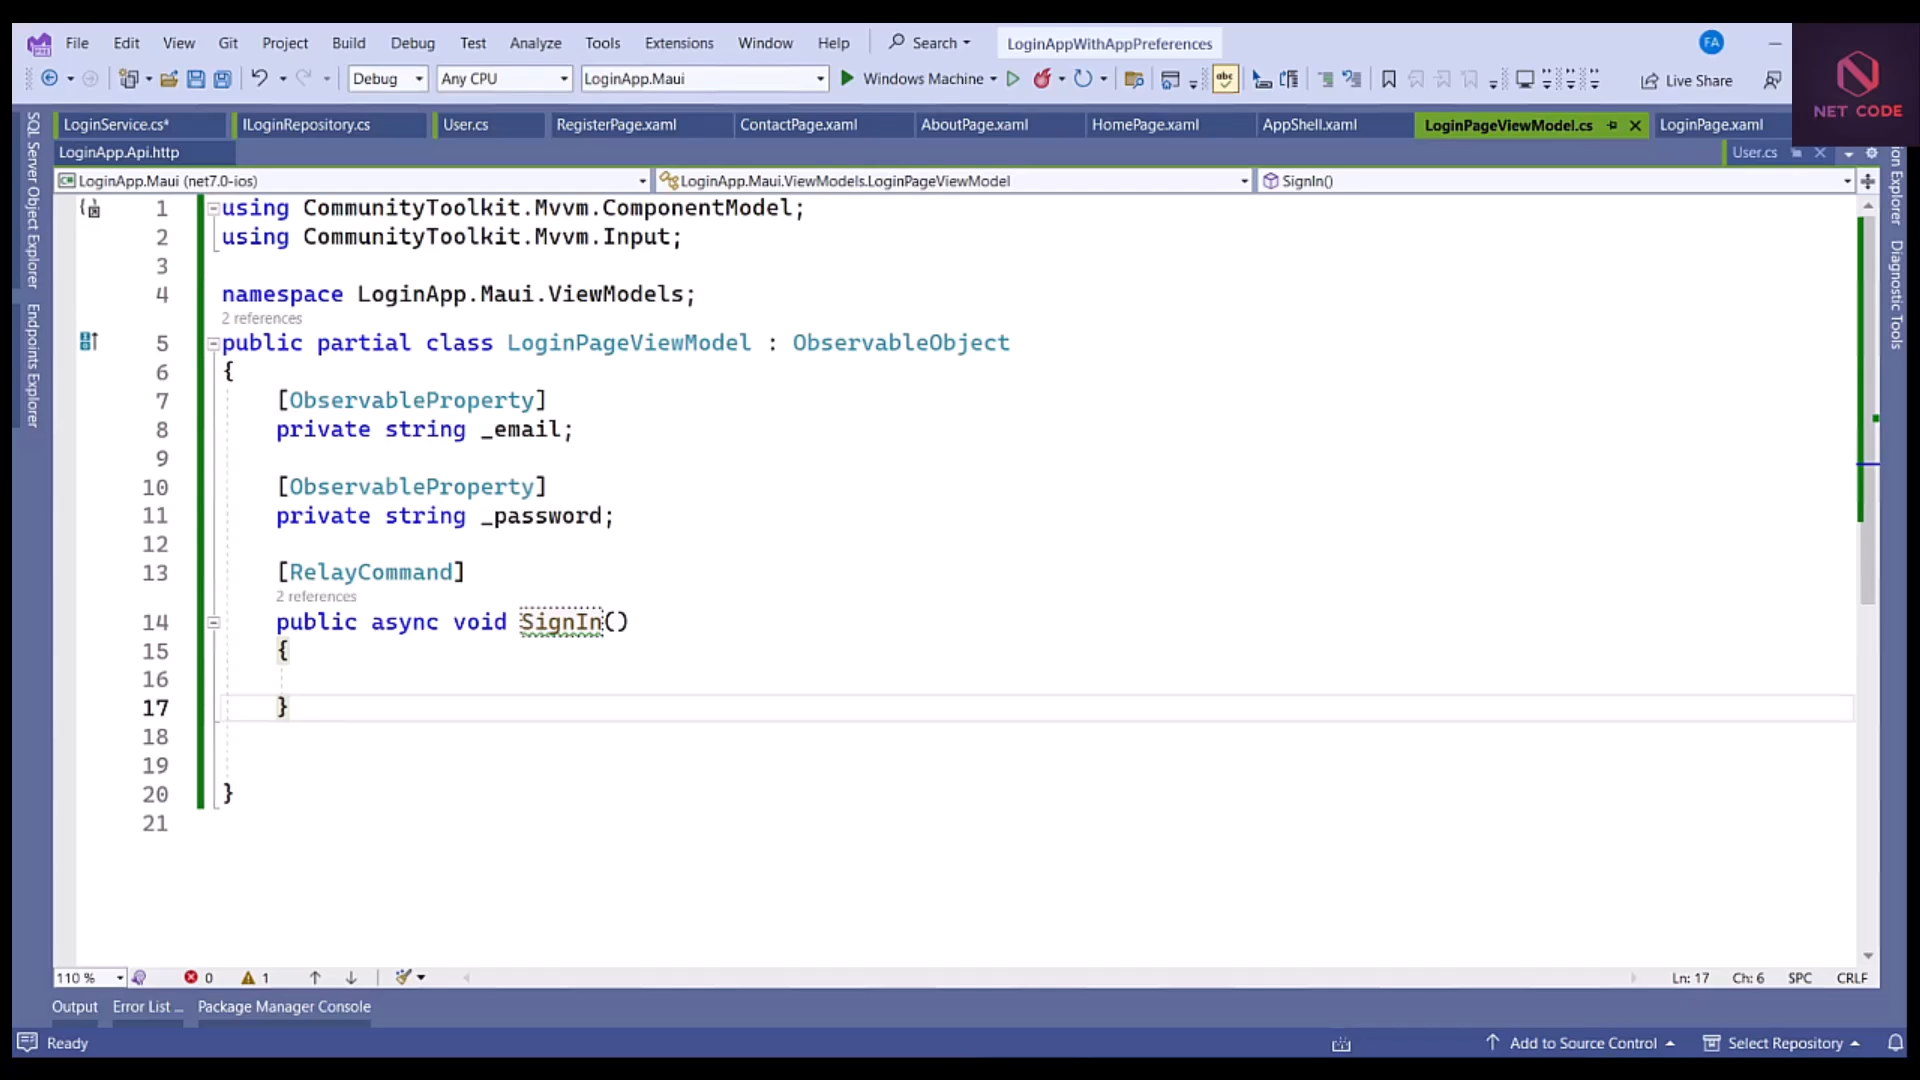 File Edit View Git Project Build Debug Test Analyze Tools Extensions Window Help Search LoginAppWithAppPreferences FA
Debug Any CPU LoginApp.Maui Windows Machine abc Live Share
NET CODE
LoginService.cs* ILoginRepository.cs User.cs RegisterPage.xaml ContactPage.xaml AboutPage.xaml HomePage.xaml AppShell.xaml LoginPageViewModel.cs LoginPage.xaml
LoginApp.Api.http User.cs
LoginApp.Maui (net7.0-ios) LoginApp.Maui.ViewModels.LoginPageViewModel SignIn()
SQL Server Object Explorer
Endpoints Explorer
1 using CommunityToolkit.Mvvm.ComponentModel;
2 using CommunityToolkit.Mvvm.Input;
3
4 namespace LoginApp.Maui.ViewModels;
2 references
5 public partial class LoginPageViewModel : ObservableObject
6 {
7 [ObservableProperty]
8 private string _email;
9
10 [ObservableProperty]
11 private string _password;
12
13 [RelayCommand]
2 references
14 public async void SignIn()
15 {
16
17 }
18
19
20 }
21
Explorer
Diagnostic Tools
110 % 0 1 Ln: 17 Ch: 6 SPC CRLF
Output Error List ... Package Manager Console
Ready Add to Source Control Select Repository